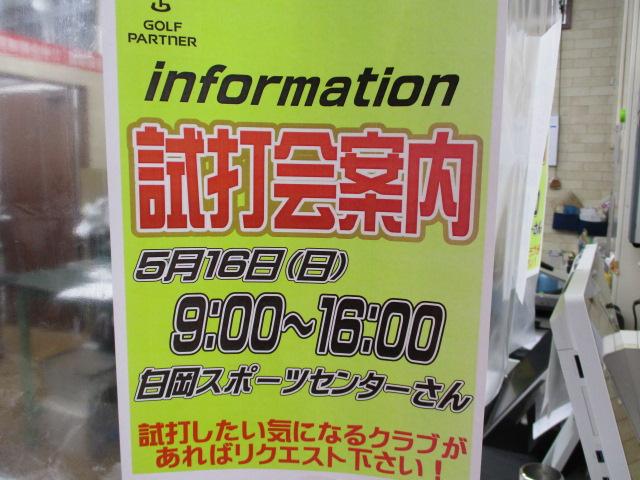 GOLF
PARTNER
information
試打会案内
5月16日(日)
9:00~16:00
白岡スポーツセンターさん
試打したい気になるクラブが
あればリクエスト下さい!